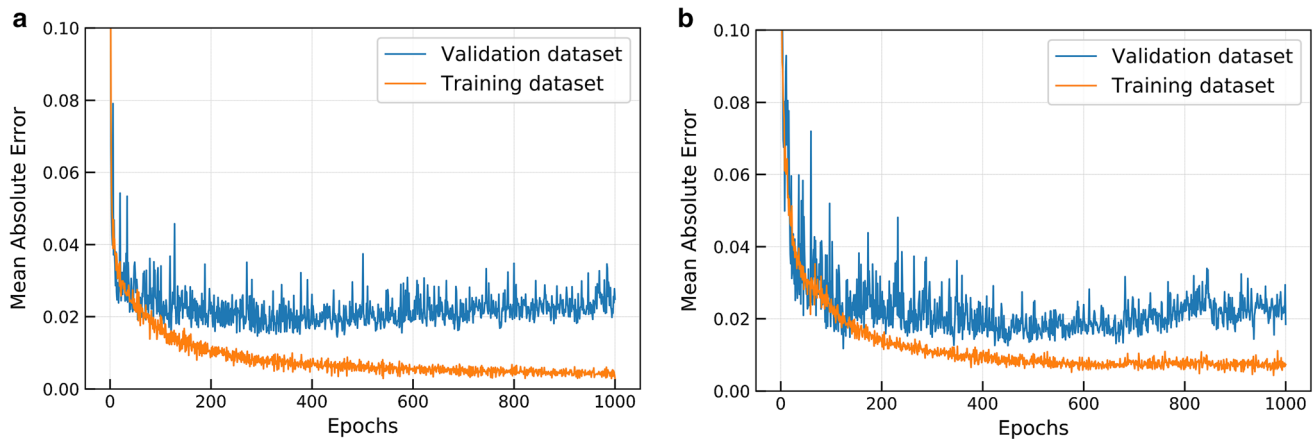 a
0.10
0.08
0.06
0.04
0.02
0.00
Mean Absolute Error
Validation dataset
Training dataset
0 200 400 600 800 1000
Epochs
b
0.10
0.08
0.06
0.04
0.02
0.00
Mean Absolute Error
Validation dataset
Training dataset
0 200 400 600 800 1000
Epochs